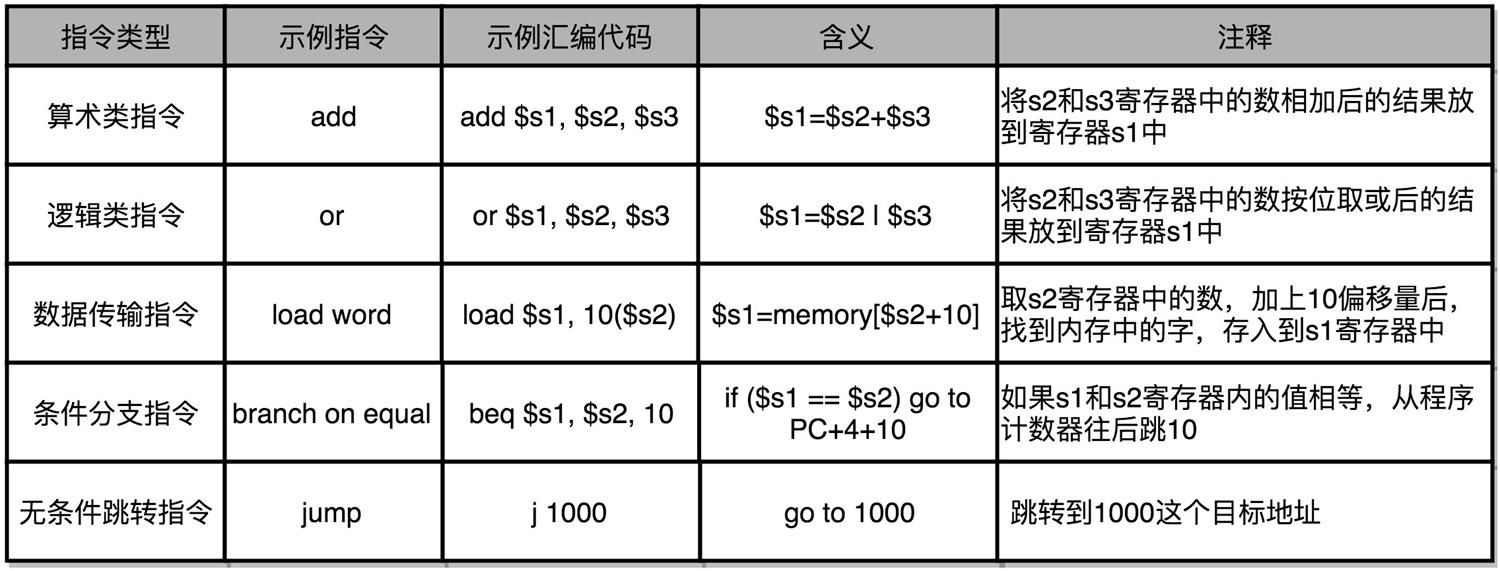 指令类型 示例指令 示例汇编代码 含义 注释
算术类指令 add add $s1, $s2, $s3 $s1=$s2+$s3 将s2和s3寄存器中的数相加后的结果放
到寄存器s1中
逻辑类指令 or or $s1, $s2, $s3 $s1=$s2 | $s3 将s2和s3寄存器中的数按位取或后的结
果放到寄存器s1中
数据传输指令 load word load $s1, 10($s2) $s1=memory[$s2+10] 取s2寄存器中的数，加上10偏移量后，
找到内存中的字，存入到s1寄存器中
条件分支指令 branch on equal beq $s1, $s2, 10 if ($s1 == $s2) go to
PC+4+10
如果s1和s2寄存器内的值相等，从程序
计数器往后跳10
无条件跳转指令 jump j 1000 go to 1000 跳转到1000这个目标地址